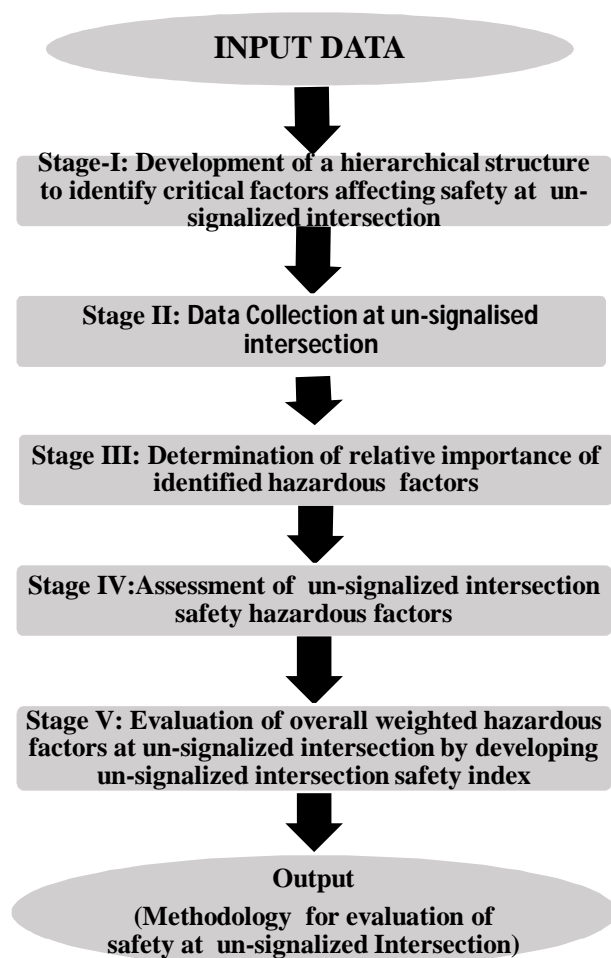 INPUT DATA
Stage-I: Development of a hierarchical structure
to identify critical factors affecting safety at un-
signalized intersection
Stage II: Data Collection at un-signalised
intersection
Stage III: Determination of relative importance of
identified hazardous factors
Stage IV:Assessment of un-signalized intersection
safety hazardous factors
Stage V: Evaluation of overall weighted hazardous
factors at un-signalized intersection by developing
un-signalized intersection safety index
Output
(Methodology for evaluation of
safety at un-signalized Intersection)